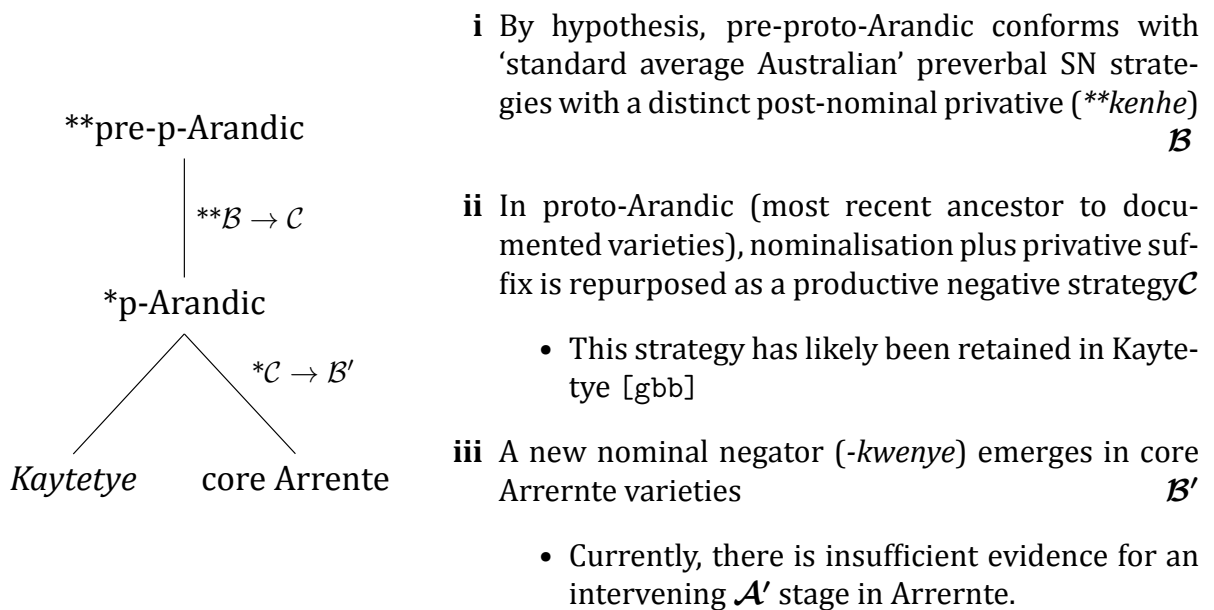 **pre-p-Arandic
**ℬ → 𝒞
*p-Arandic
*𝒞 → ℬ′
Kaytetye core Arrente
i By hypothesis, pre-proto-Arandic conforms with
‘standard average Australian’ preverbal SN strate-
gies with a distinct post-nominal privative (**kenhe)
ℬ
ii In proto-Arandic (most recent ancestor to docu-
mented varieties), nominalisation plus privative suf-
fix is repurposed as a productive negative strategy𝒞
• This strategy has likely been retained in Kayte-
tye [gbb]
iii A new nominal negator (-kwenye) emerges in core
Arrernte varieties ℬ′
• Currently, there is insufficient evidence for an
intervening 𝒜′ stage in Arrernte.